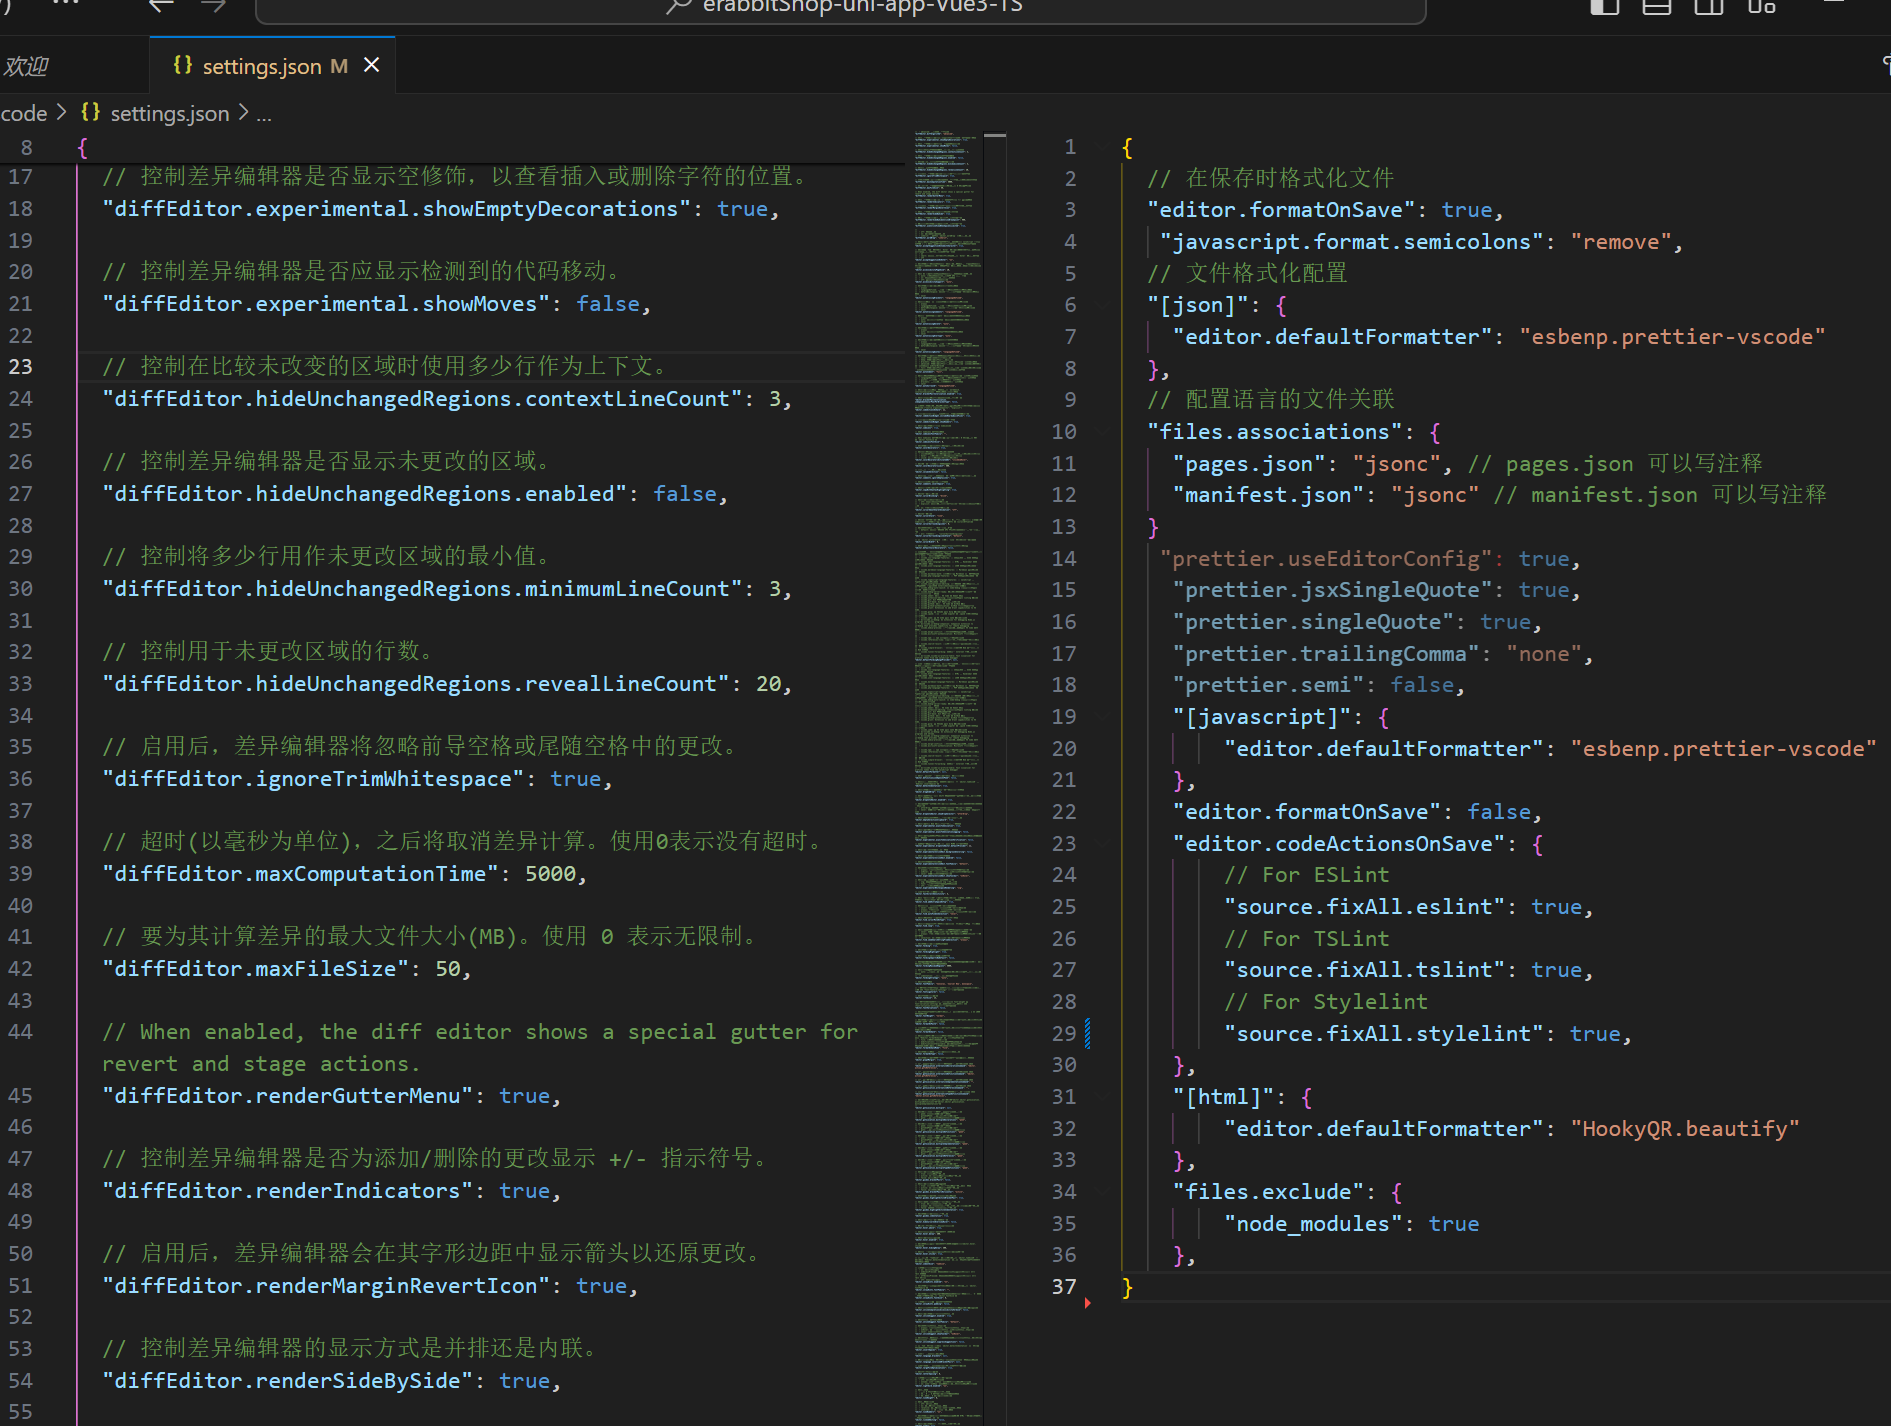 erabbitShop-uni-app-Vue3-TS
欢迎
{} settings.json M ×
code > {} settings.json > ...
8 {
17 // 控制差异编辑器是否显示空修饰，以查看插入或删除字符的位置。
18 "diffEditor.experimental.showEmptyDecorations": true,
19
20 // 控制差异编辑器是否应显示检测到的代码移动。
21 "diffEditor.experimental.showMoves": false,
22
23 // 控制在比较未改变的区域时使用多少行作为上下文。
24 "diffEditor.hideUnchangedRegions.contextLineCount": 3,
25
26 // 控制差异编辑器是否显示未更改的区域。
27 "diffEditor.hideUnchangedRegions.enabled": false,
28
29 // 控制将多少行用作未更改区域的最小值。
30 "diffEditor.hideUnchangedRegions.minimumLineCount": 3,
31
32 // 控制用于未更改区域的行数。
33 "diffEditor.hideUnchangedRegions.revealLineCount": 20,
34
35 // 启用后，差异编辑器将忽略前导空格或尾随空格中的更改。
36 "diffEditor.ignoreTrimWhitespace": true,
37
38 // 超时(以毫秒为单位)，之后将取消差异计算。使用0表示没有超时。
39 "diffEditor.maxComputationTime": 5000,
40
41 // 要为其计算差异的最大文件大小(MB)。使用 0 表示无限制。
42 "diffEditor.maxFileSize": 50,
43
44 // When enabled, the diff editor shows a special gutter for
revert and stage actions.
45 "diffEditor.renderGutterMenu": true,
46
47 // 控制差异编辑器是否为添加/删除的更改显示 +/- 指示符号。
48 "diffEditor.renderIndicators": true,
49
50 // 启用后，差异编辑器会在其字形边距中显示箭头以还原更改。
51 "diffEditor.renderMarginRevertIcon": true,
52
53 // 控制差异编辑器的显示方式是并排还是内联。
54 "diffEditor.renderSideBySide": true,
55
1 {
2 // 在保存时格式化文件
3 "editor.formatOnSave": true,
4 "javascript.format.semicolons": "remove",
5 // 文件格式化配置
6 "[json]": {
7 "editor.defaultFormatter": "esbenp.prettier-vscode"
8 },
9 // 配置语言的文件关联
10 "files.associations": {
11 "pages.json": "jsonc", // pages.json 可以写注释
12 "manifest.json": "jsonc" // manifest.json 可以写注释
13 }
14 "prettier.useEditorConfig": true,
15 "prettier.jsxSingleQuote": true,
16 "prettier.singleQuote": true,
17 "prettier.trailingComma": "none",
18 "prettier.semi": false,
19 "[javascript]": {
20 "editor.defaultFormatter": "esbenp.prettier-vscode"
21 },
22 "editor.formatOnSave": false,
23 "editor.codeActionsOnSave": {
24 // For ESLint
25 "source.fixAll.eslint": true,
26 // For TSLint
27 "source.fixAll.tslint": true,
28 // For Stylelint
29 "source.fixAll.stylelint": true,
30 },
31 "[html]": {
32 "editor.defaultFormatter": "HookyQR.beautify"
33 },
34 "files.exclude": {
35 "node_modules": true
36 },
37 }